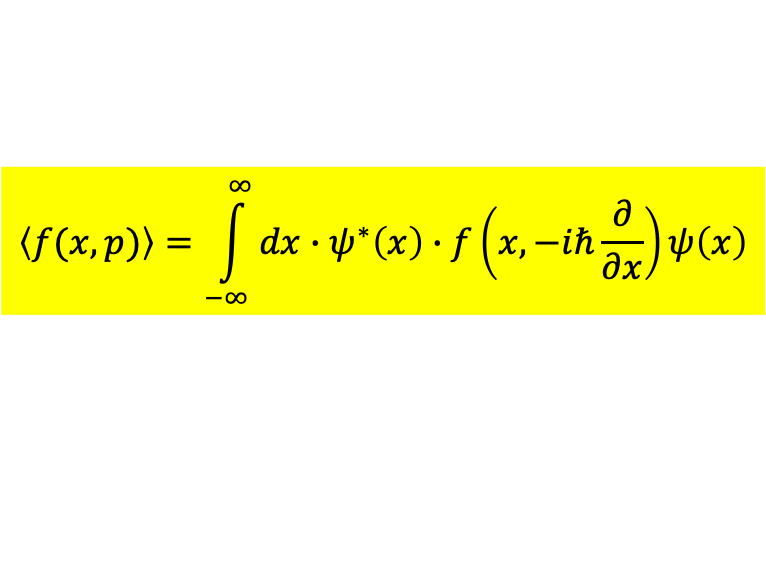 ⟨f(x, p)⟩ = ∫_{−∞}^{∞} dx · ψ*(x) · f(x, −iħ ∂/∂x) ψ(x)